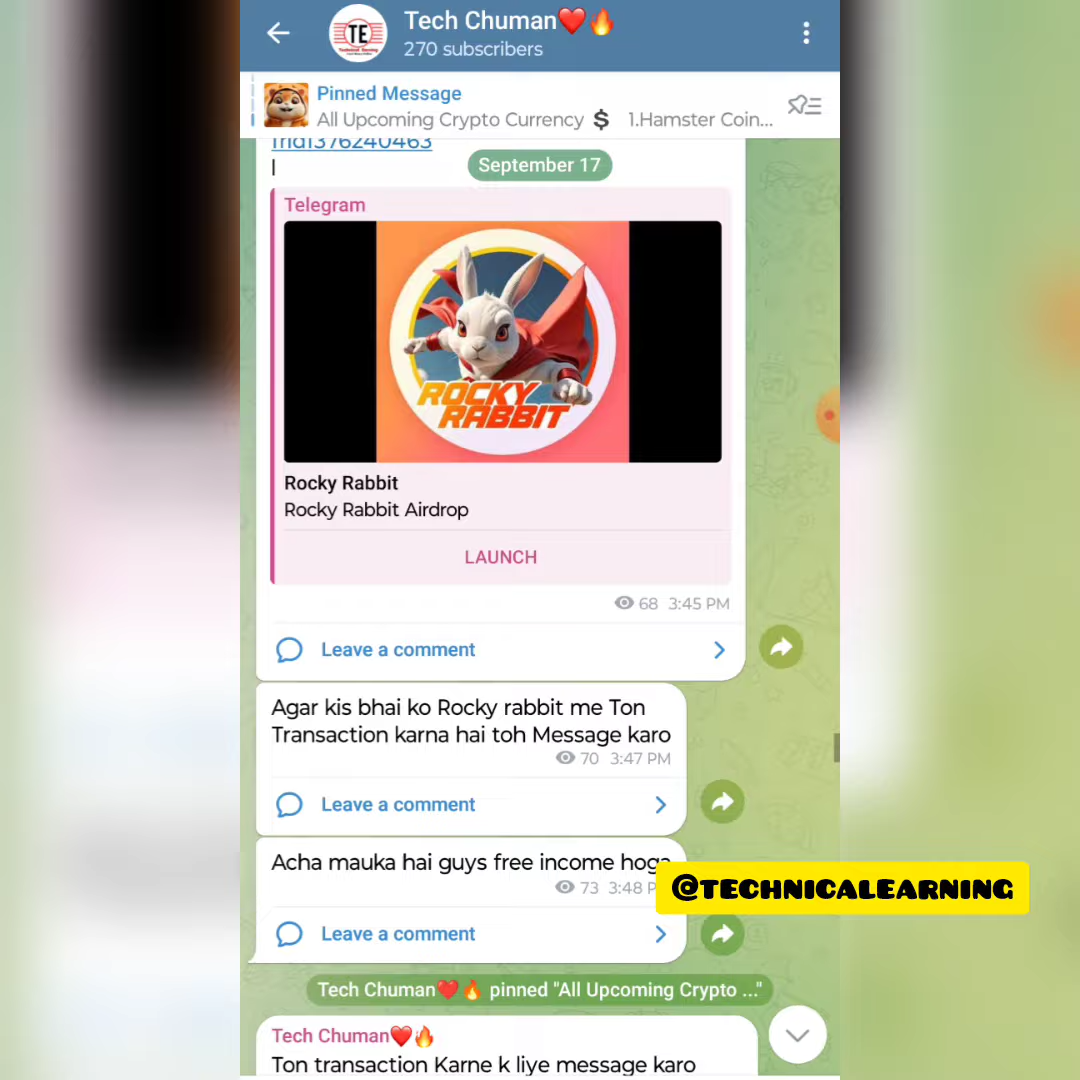 Tech Chuman❤️🔥
270 subscribers
TE
Pinned Message
All Upcoming Crypto Currency $ 1.Hamster Coin...
frid1376240463
September 17
Telegram
ROCKY
RABBIT
Rocky Rabbit
Rocky Rabbit Airdrop
LAUNCH
68 3:45 PM
Leave a comment
Agar kis bhai ko Rocky rabbit me Ton
Transaction karna hai toh Message karo
70 3:47 PM
Leave a comment
Acha mauka hai guys free income hoga
73 3:48 P
@TECHNICALEARNING
Leave a comment
Tech Chuman❤️🔥 pinned "All Upcoming Crypto ..."
Tech Chuman❤️🔥
Ton transaction Karne k liye message karo